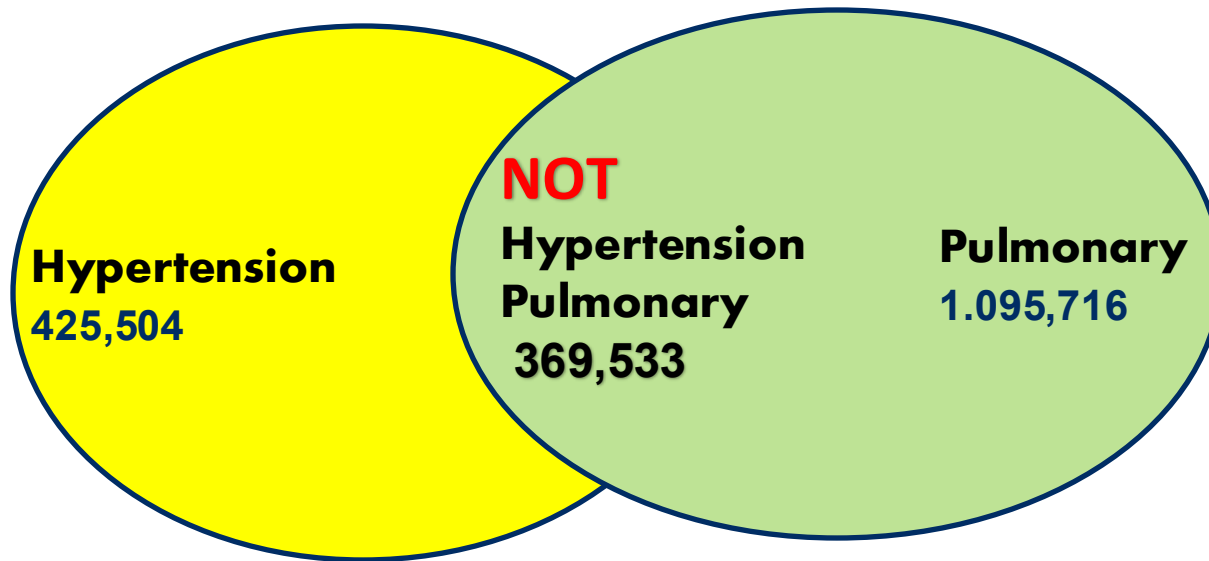 Hypertension
425,504
NOT
Hypertension
Pulmonary
369,533
Pulmonary
1.095,716